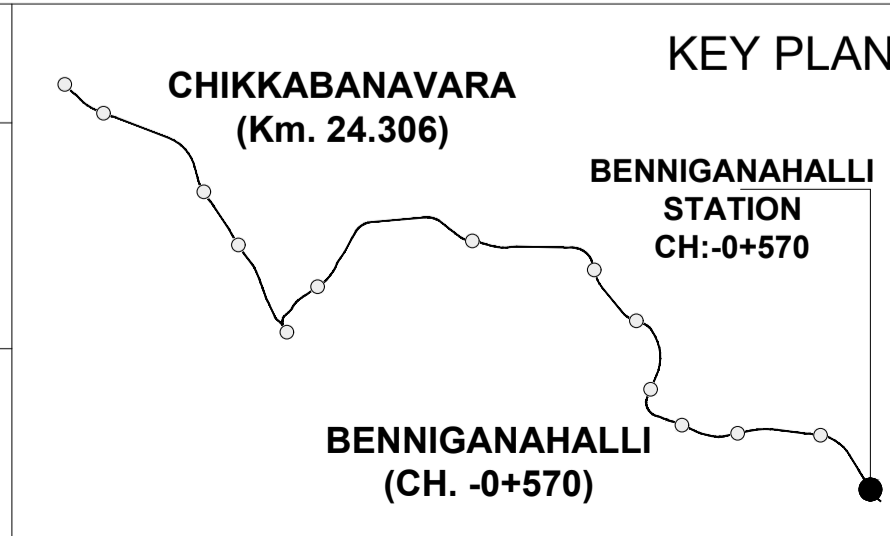 KEY PLAN
CHIKKABANAVARA
(Km. 24.306)
BENNIGANAHALLI
STATION
CH:-0+570
BENNIGANAHALLI
(CH. -0+570)